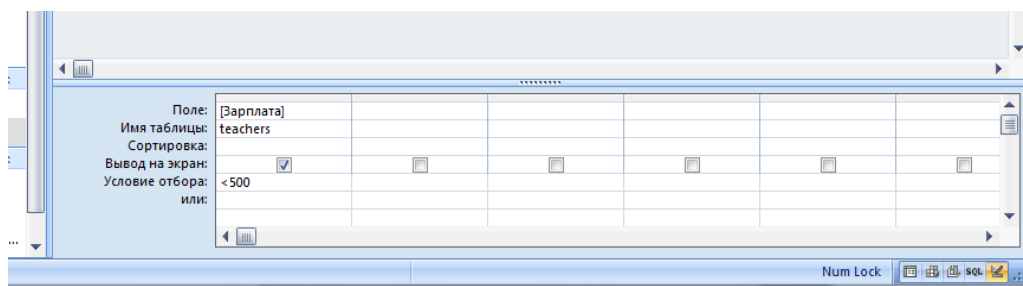 Поле: [Зарплата]
Имя таблицы: teachers
Сортировка:
Вывод на экран:
Условие отбора: <500
или:
...
Num Lock SQL